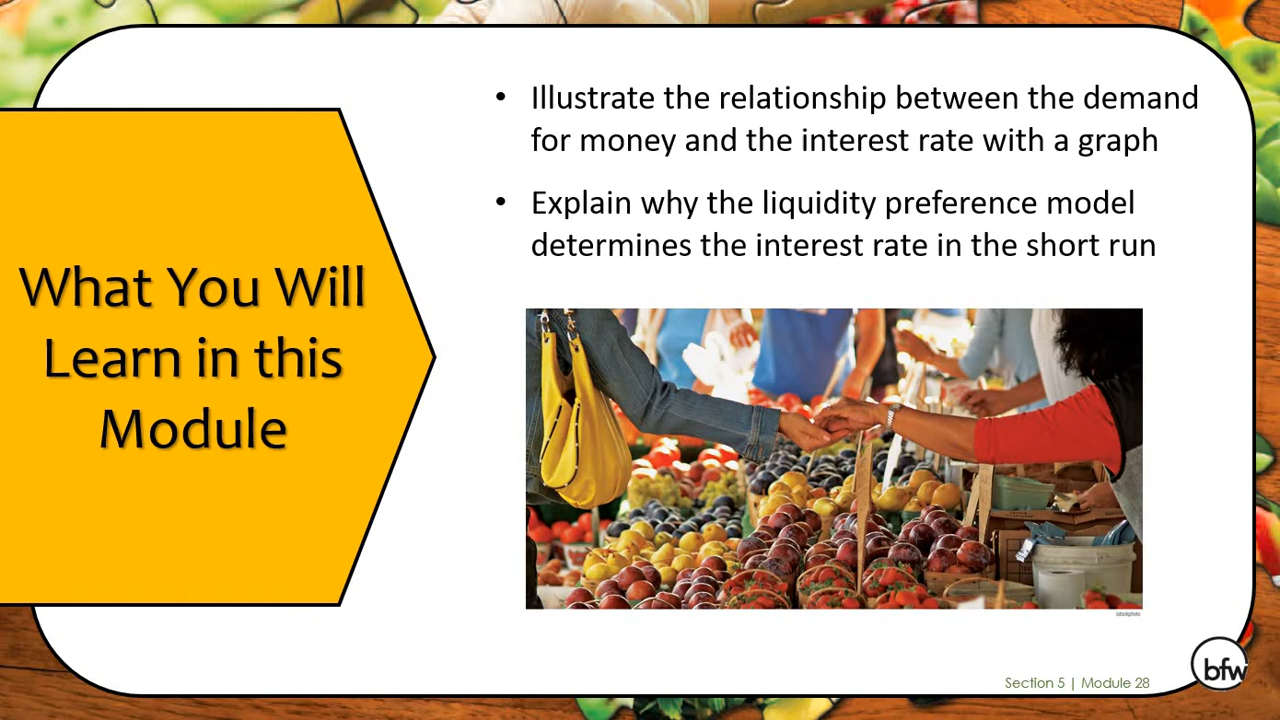 What You Will
Learn in this
Module
• Illustrate the relationship between the demand
for money and the interest rate with a graph
• Explain why the liquidity preference model
determines the interest rate in the short run
istockphoto
Section 5 | Module 28
bfw